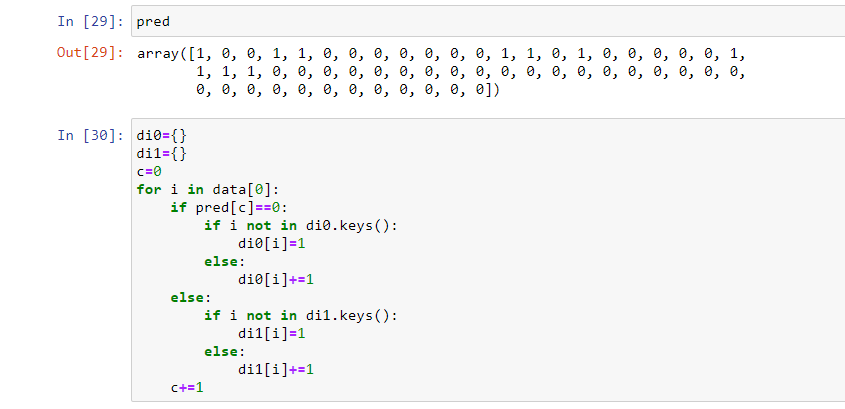 In [29]: pred
Out[29]: array([1, 0, 0, 1, 1, 0, 0, 0, 0, 0, 0, 0, 1, 1, 0, 1, 0, 0, 0, 0, 0, 1,
       1, 1, 1, 0, 0, 0, 0, 0, 0, 0, 0, 0, 0, 0, 0, 0, 0, 0, 0, 0, 0, 0,
       0, 0, 0, 0, 0, 0, 0, 0, 0, 0, 0, 0])
In [30]: di0={}
di1={}
c=0
for i in data[0]:
    if pred[c]==0:
        if i not in di0.keys():
            di0[i]=1
        else:
            di0[i]+=1
    else:
        if i not in di1.keys():
            di1[i]=1
        else:
            di1[i]+=1
    c+=1